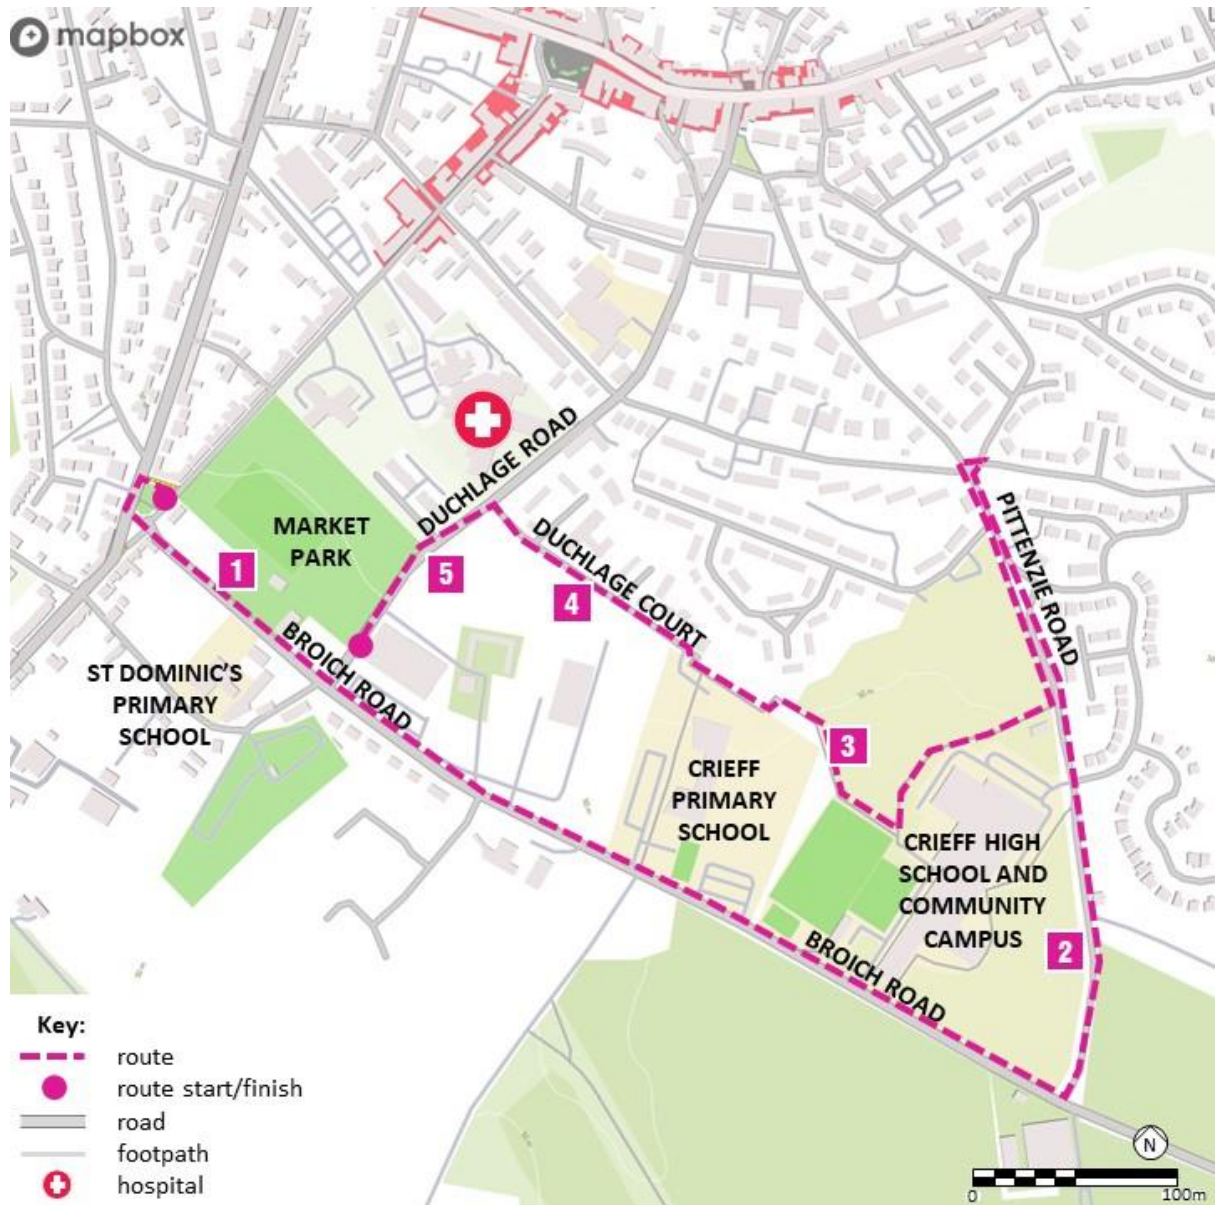 mapbox
DUCHLAGE ROAD
MARKET
PARK
DUCHLAGE COURT
PITTENZIE ROAD
1
5
4
BROICH ROAD
ST DOMINIC'S
PRIMARY
SCHOOL
3
CRIEFF
PRIMARY
SCHOOL
CRIEFF HIGH
SCHOOL AND
COMMUNITY
CAMPUS
2
BROICH ROAD
Key:
route
route start/finish
road
footpath
hospital
N
0
100m